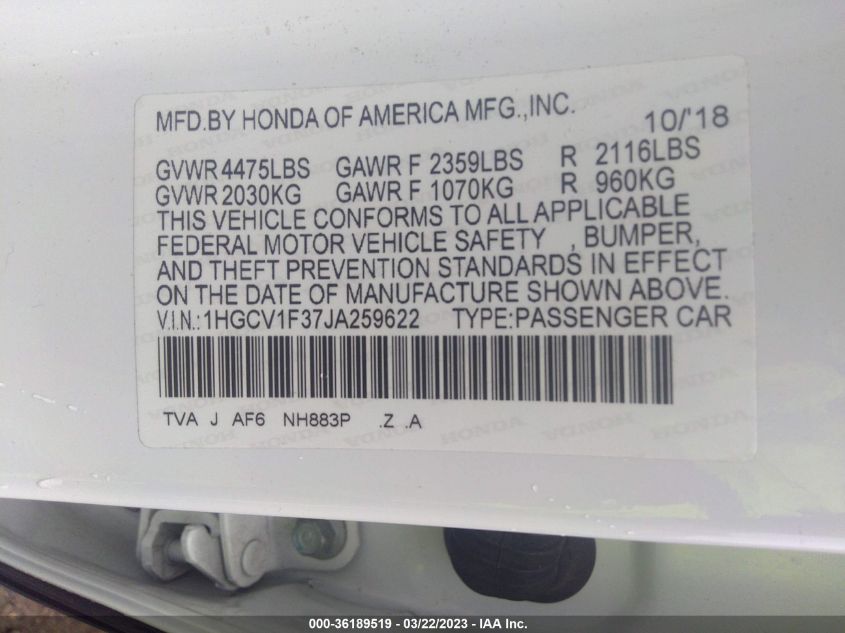 MFD.BY HONDA OF AMERICA MFG.,INC. 10/'18
GVWR 4475LBS GAWR F 2359LBS R 2116LBS
GVWR 2030KG GAWR F 1070KG R 960KG
THIS VEHICLE CONFORMS TO ALL APPLICABLE
FEDERAL MOTOR VEHICLE SAFETY , BUMPER,
AND THEFT PREVENTION STANDARDS IN EFFECT
ON THE DATE OF MANUFACTURE SHOWN ABOVE.
V.I.N.:1HGCV1F37JA259622 TYPE:PASSENGER CAR
TVA J AF6 NH883P .Z .A
000-36189519 - 03/22/2023 - IAA Inc.